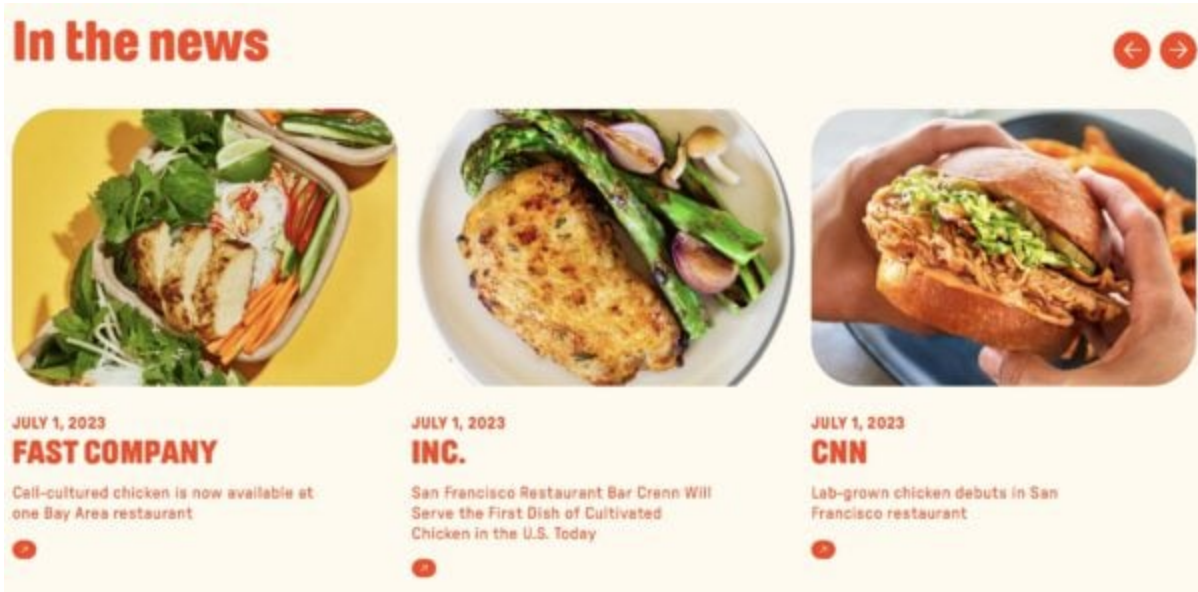 In the news
JULY 1, 2023
FAST COMPANY
Cell-cultured chicken is now available at
one Bay Area restaurant
JULY 1, 2023
INC.
San Francisco Restaurant Bar Crenn Will
Serve the First Dish of Cultivated
Chicken in the U.S. Today
JULY 1, 2023
CNN
Lab-grown chicken debuts in San
Francisco restaurant